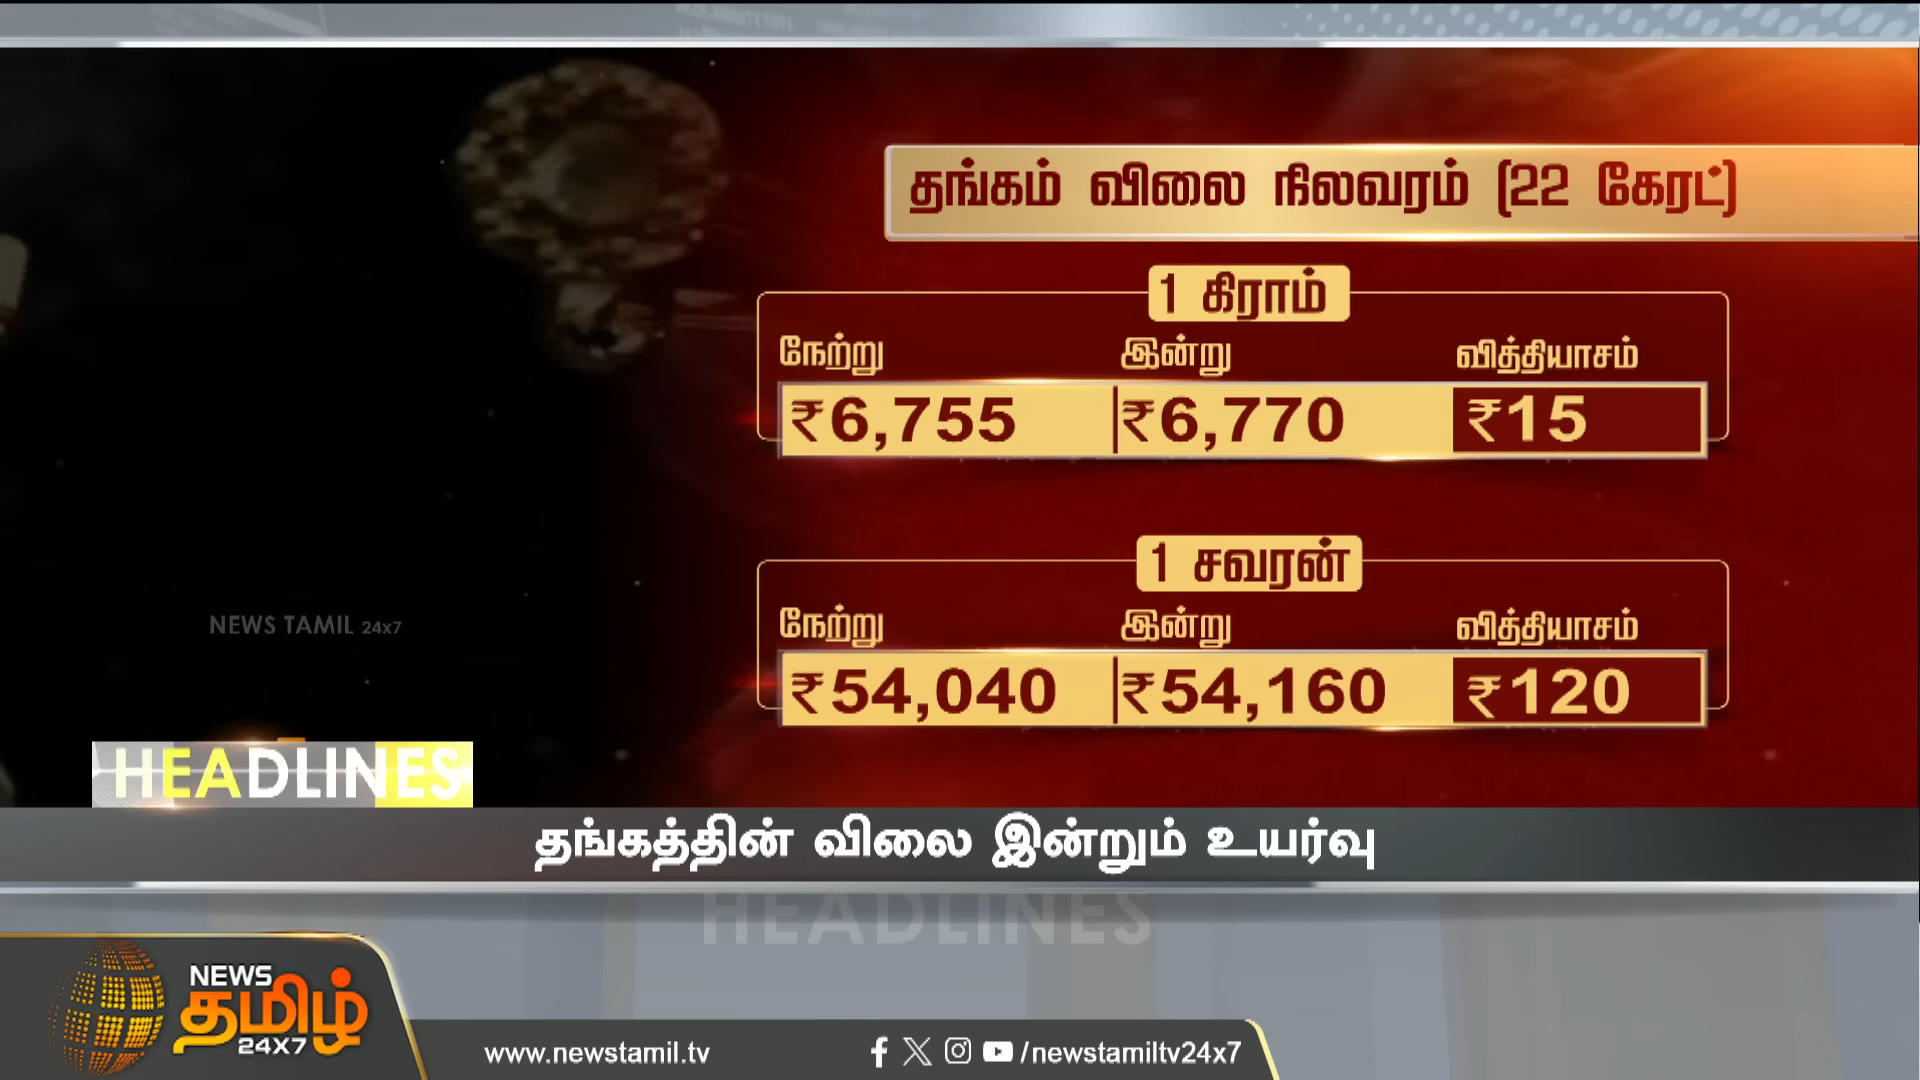 தங்கம் விலை நிலவரம் (22 கேரட்)
1 கிராம்
நேற்று இன்று வித்தியாசம்
₹6,755 ₹6,770 ₹15
1 சவரன்
நேற்று இன்று வித்தியாசம்
₹54,040 ₹54,160 ₹120
NEWS TAMIL 24x7
HEADLINES
தங்கத்தின் விலை இன்றும் உயர்வு
HEADLINES
NEWS
தமிழ்
24X7
www.newstamil.tv /newstamiltv24x7